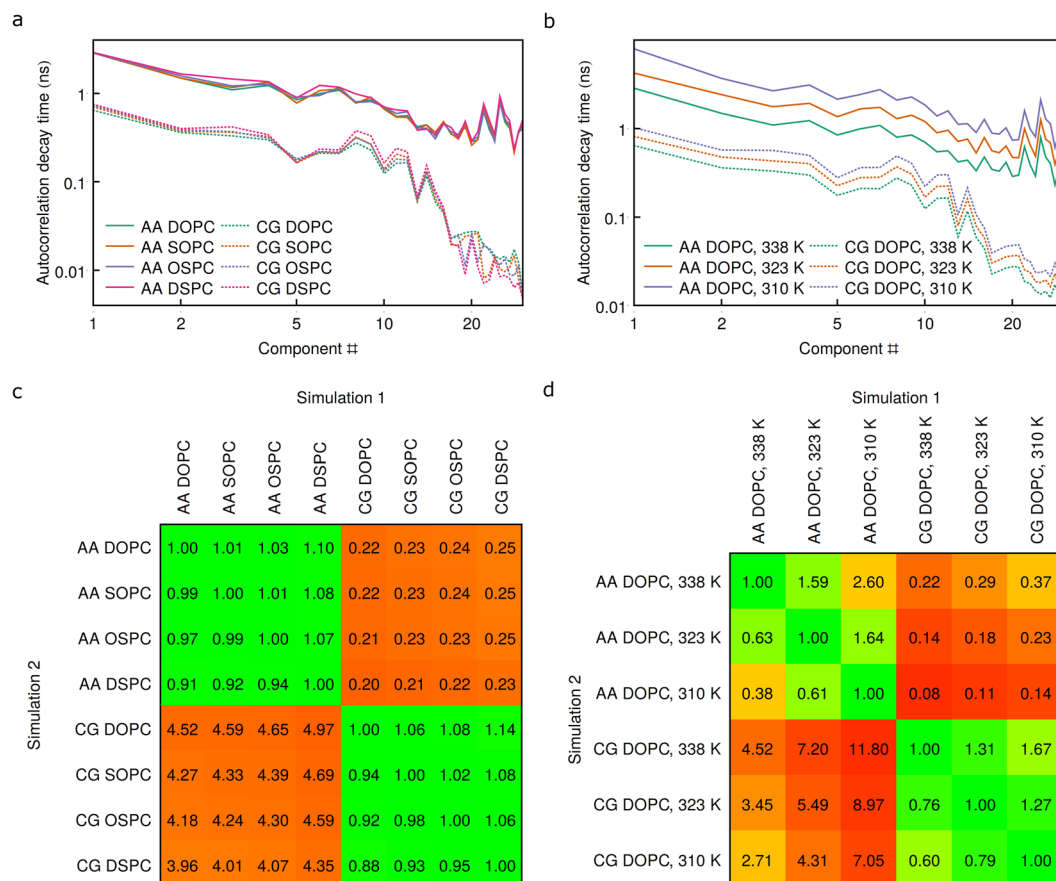 a
Autocorrelation decay time (ns)
1
0.1
0.01
AA DOPC CG DOPC
AA SOPC CG SOPC
AA OSPC CG OSPC
AA DSPC CG DSPC
1 2 5 10 20
Component #
b
Autocorrelation decay time (ns)
1
0.1
0.01
AA DOPC, 338 K CG DOPC, 338 K
AA DOPC, 323 K CG DOPC, 323 K
AA DOPC, 310 K CG DOPC, 310 K
1 2 5 10 20
Component #
c
Simulation 1
AA DOPC AA SOPC AA OSPC AA DSPC CG DOPC CG SOPC CG OSPC CG DSPC
Simulation 2
AA DOPC 1.00 1.01 1.03 1.10 0.22 0.23 0.24 0.25
AA SOPC 0.99 1.00 1.01 1.08 0.22 0.23 0.24 0.25
AA OSPC 0.97 0.99 1.00 1.07 0.21 0.23 0.23 0.25
AA DSPC 0.91 0.92 0.94 1.00 0.20 0.21 0.22 0.23
CG DOPC 4.52 4.59 4.65 4.97 1.00 1.06 1.08 1.14
CG SOPC 4.27 4.33 4.39 4.69 0.94 1.00 1.02 1.08
CG OSPC 4.18 4.24 4.30 4.59 0.92 0.98 1.00 1.06
CG DSPC 3.96 4.01 4.07 4.35 0.88 0.93 0.95 1.00
d
Simulation 1
AA DOPC, 338 K AA DOPC, 323 K AA DOPC, 310 K CG DOPC, 338 K CG DOPC, 323 K CG DOPC, 310 K
Simulation 2
AA DOPC, 338 K 1.00 1.59 2.60 0.22 0.29 0.37
AA DOPC, 323 K 0.63 1.00 1.64 0.14 0.18 0.23
AA DOPC, 310 K 0.38 0.61 1.00 0.08 0.11 0.14
CG DOPC, 338 K 4.52 7.20 11.80 1.00 1.31 1.67
CG DOPC, 323 K 3.45 5.49 8.97 0.76 1.00 1.27
CG DOPC, 310 K 2.71 4.31 7.05 0.60 0.79 1.00